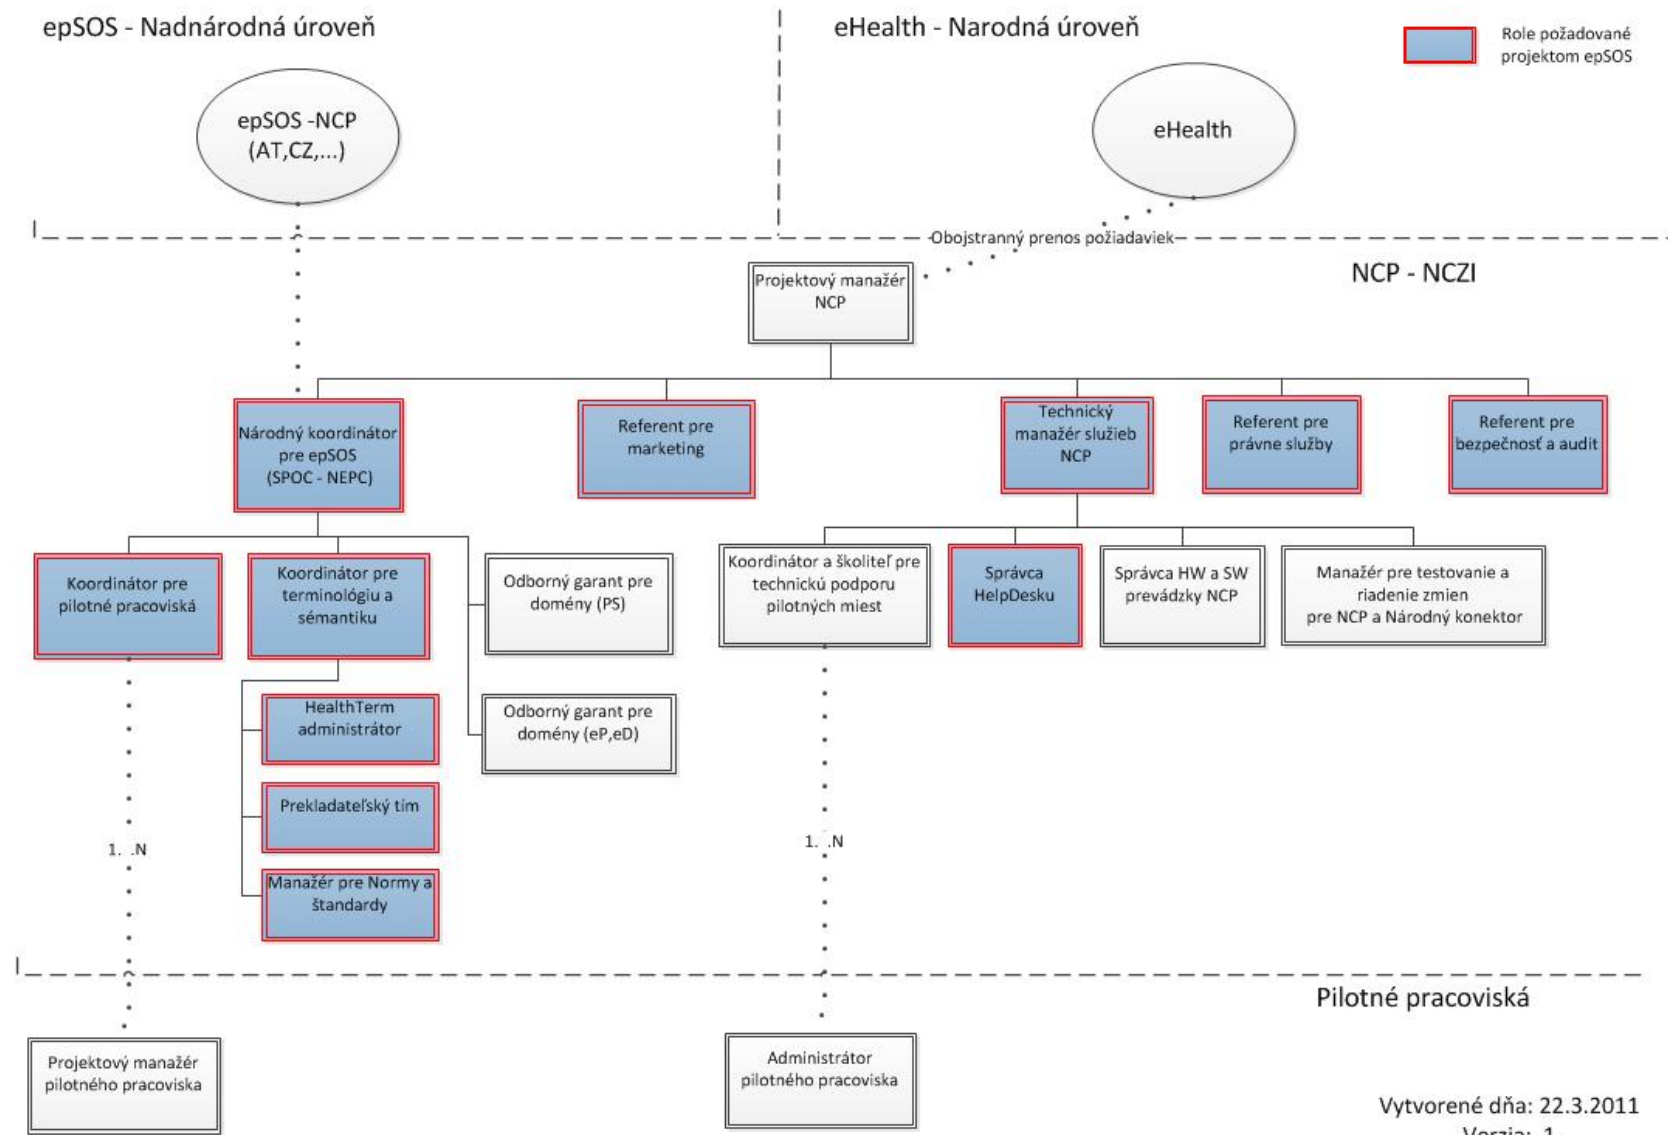 epSOS - Nadnárodná úroveň
eHealth - Narodná úroveň
Role požadované
projektom epSOS
epSOS -NCP
(AT,CZ,...)
eHealth
Obojstranný prenos požiadaviek
NCP - NCZI
Projektový manažér
NCP
Národný koordinátor
pre epSOS
(SPOC - NEPC)
Referent pre
marketing
Technický
manažér služieb
NCP
Referent pre
právne služby
Referent pre
bezpečnosť a audit
Koordinátor pre
pilotné pracoviská
Koordinátor pre
terminológiu a
sémantiku
Odborný garant pre
domény (PS)
Koordinátor a školiteľ pre
technickú podporu
pilotných miest
Správca
HelpDesku
Správca HW a SW
prevádzky NCP
Manažér pre testovanie a
riadenie zmien
pre NCP a Národný konektor
HealthTerm
administrátor
Odborný garant pre
domény (eP,eD)
Prekladateľský tím
Manažér pre Normy a
štandardy
1. .N
1. .N
Pilotné pracoviská
Projektový manažér
pilotného pracoviska
Administrátor
pilotného pracoviska
Vytvorené dňa: 22.3.2011
Verzia: 1